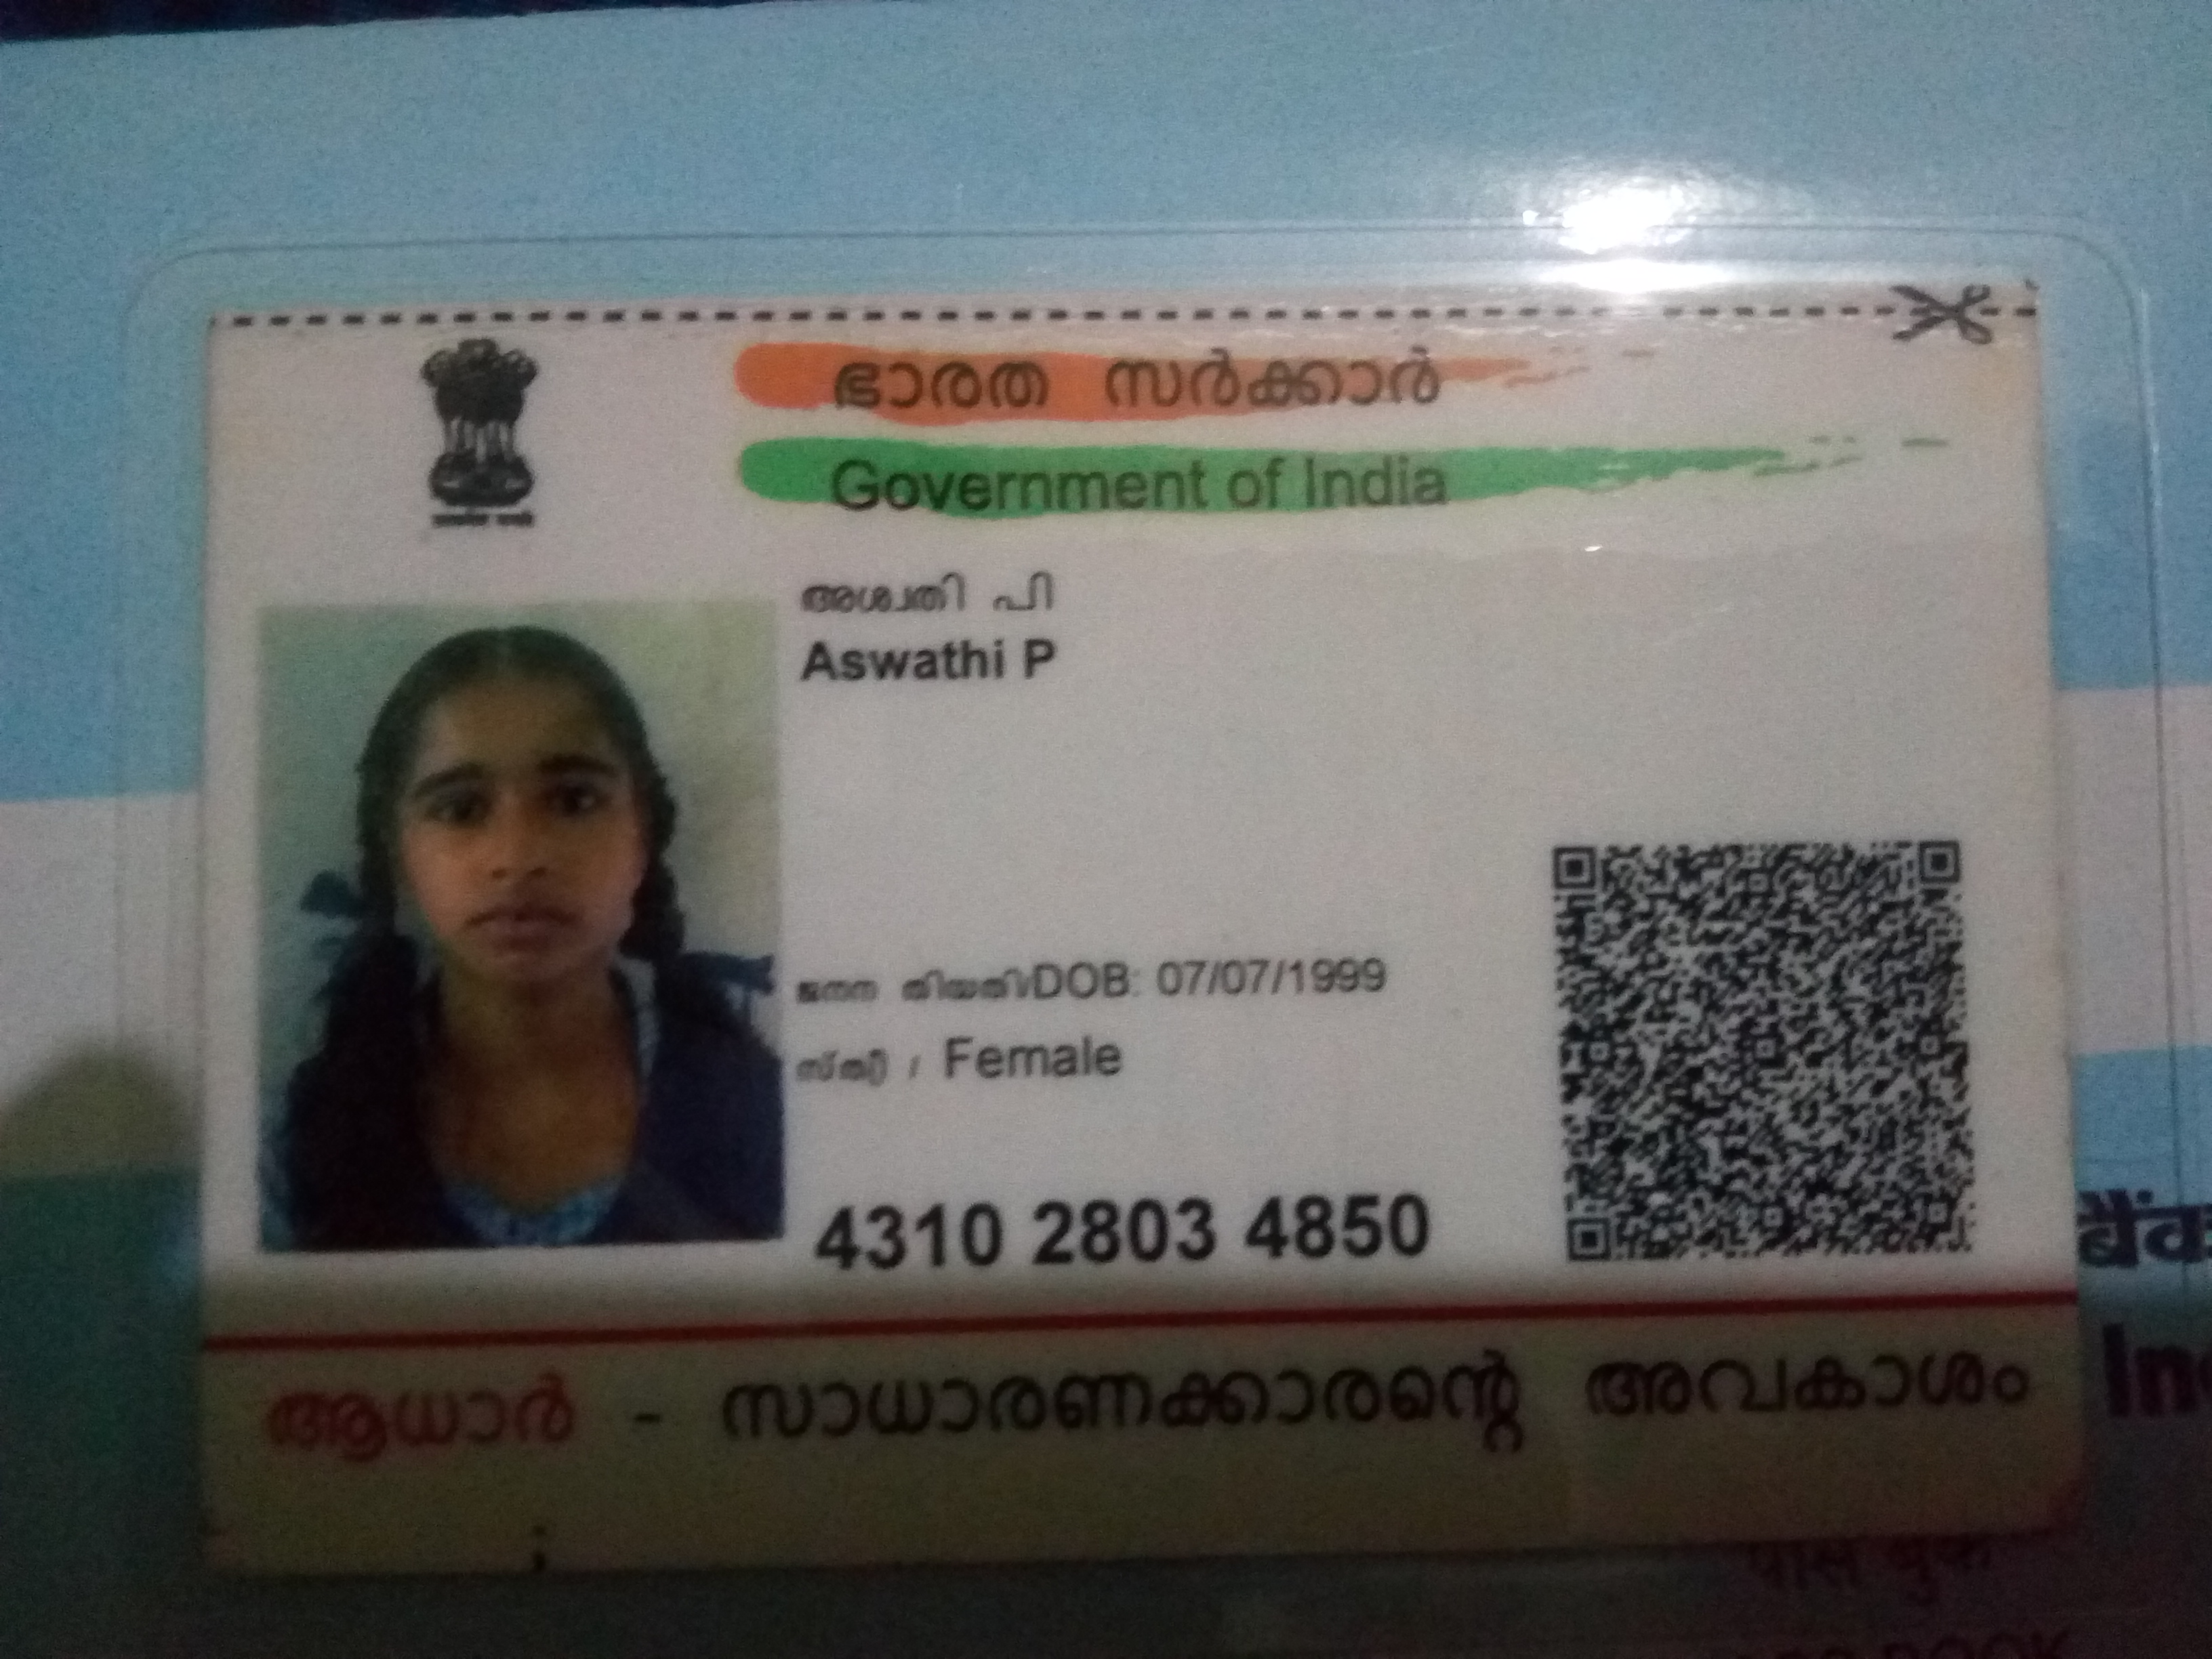 ഭാരത സർക്കാർ
Government of India
അശ്വതി പി
Aswathi P
ജനന തിയതി/DOB: 07/07/1999
സ്ത്രീ / Female
4310 2803 4850
ആധാർ - സാധാരണക്കാരന്റെ അവകാശം